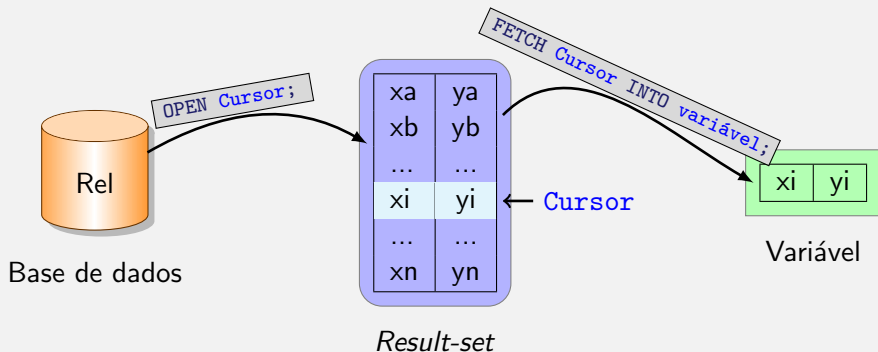 FETCH Cursor INTO variável;
OPEN Cursor;
xa ya
xb yb
... ...
xi yi
... ...
xn yn
Cursor
xi yi
Rel
Base de dados
Variável
Result-set